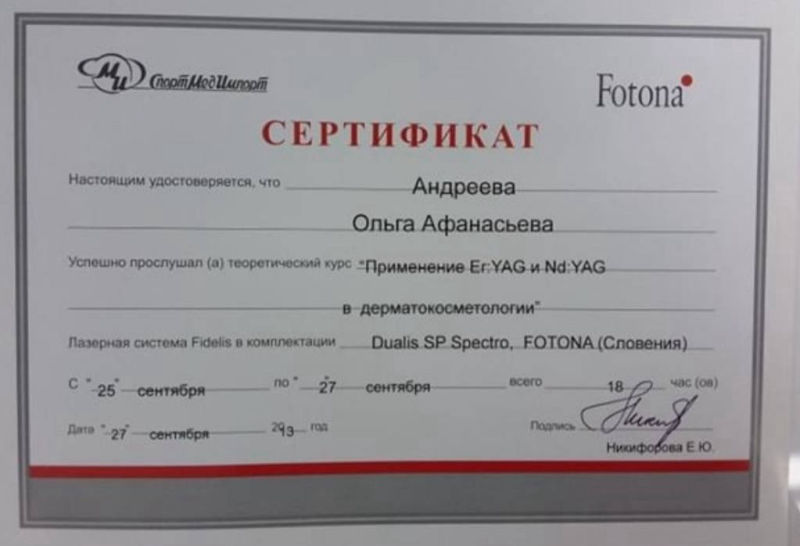 МИ СпортМедИмпорт
Fotona
СЕРТИФИКАТ
Настоящим удостоверяется, что Андреева
Ольга Афанасьева
Успешно прослушал (а) теоретический курс "Применение Er:YAG и Nd:YAG
в дерматокосметологии"
Лазерная система Fidelis в комплектации Dualis SP Spectro, FOTONA (Словения)
С "25" сентября по "27 сентября всего 18 час (ов)
Дата "27" сентября год Подпись
Никифорова Е.Ю.